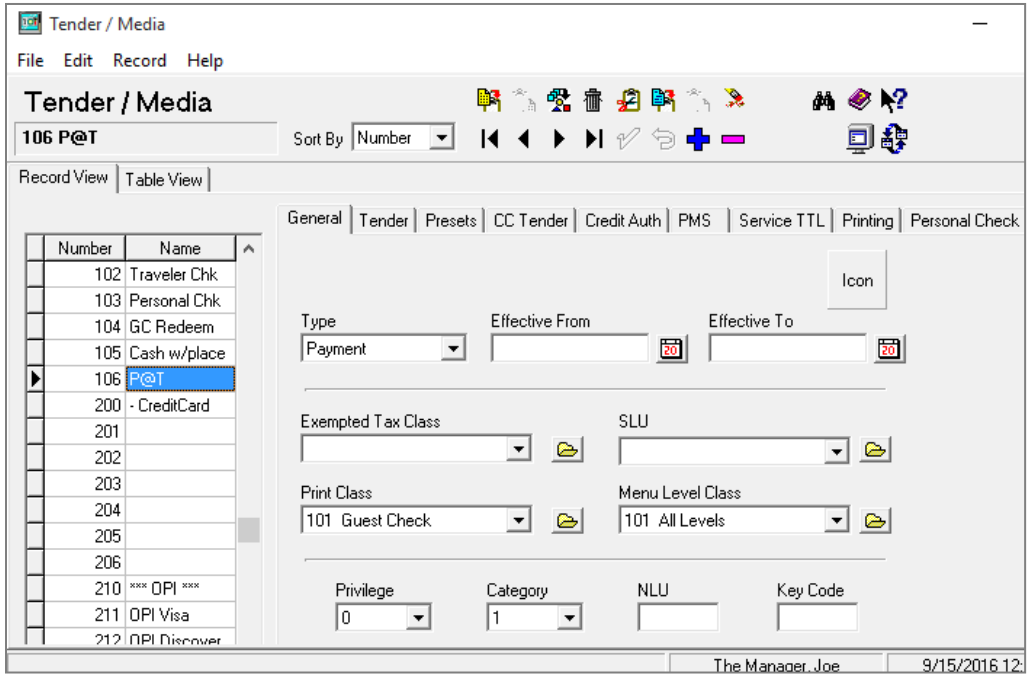 Tender / Media
File Edit Record Help
Tender / Media
106 P@T
Sort By Number
Record View Table View
General Tender Presets CC Tender Credit Auth PMS Service TTL Printing Personal Check
Number Name
102 Traveler Chk
103 Personal Chk
104 GC Redeem
105 Cash w/place
106 P@T
200 - CreditCard
201
202
203
204
205
206
210 *** OPI ***
211 OPI Visa
212 OPI Discover
Icon
Type Effective From Effective To
Payment 20 20
Exempted Tax Class SLU
Print Class Menu Level Class
101 Guest Check 101 All Levels
Privilege Category NLU Key Code
0 1
The Manager, Joe 9/15/2016 12: